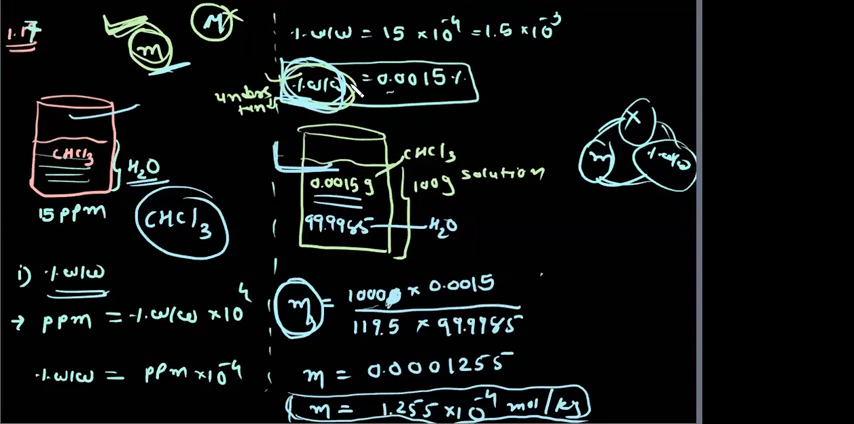 1.17
m
M
CHCl3
H2O
15 ppm
CHCl3
i) % w/w
→ ppm = % w/w × 10^4
% w/w = ppm × 10^-4
% w/w = 15 × 10^-4 = 1.5 × 10^-3
% w/w = 0.0015 %
CHCl3
0.0015 g
100g solution
99.9985
H2O
m = 1000 × 0.0015
119.5 × 99.9985
m = 0.0001255
m = 1.255 × 10^-4 mol/kg
X
m
% w/w